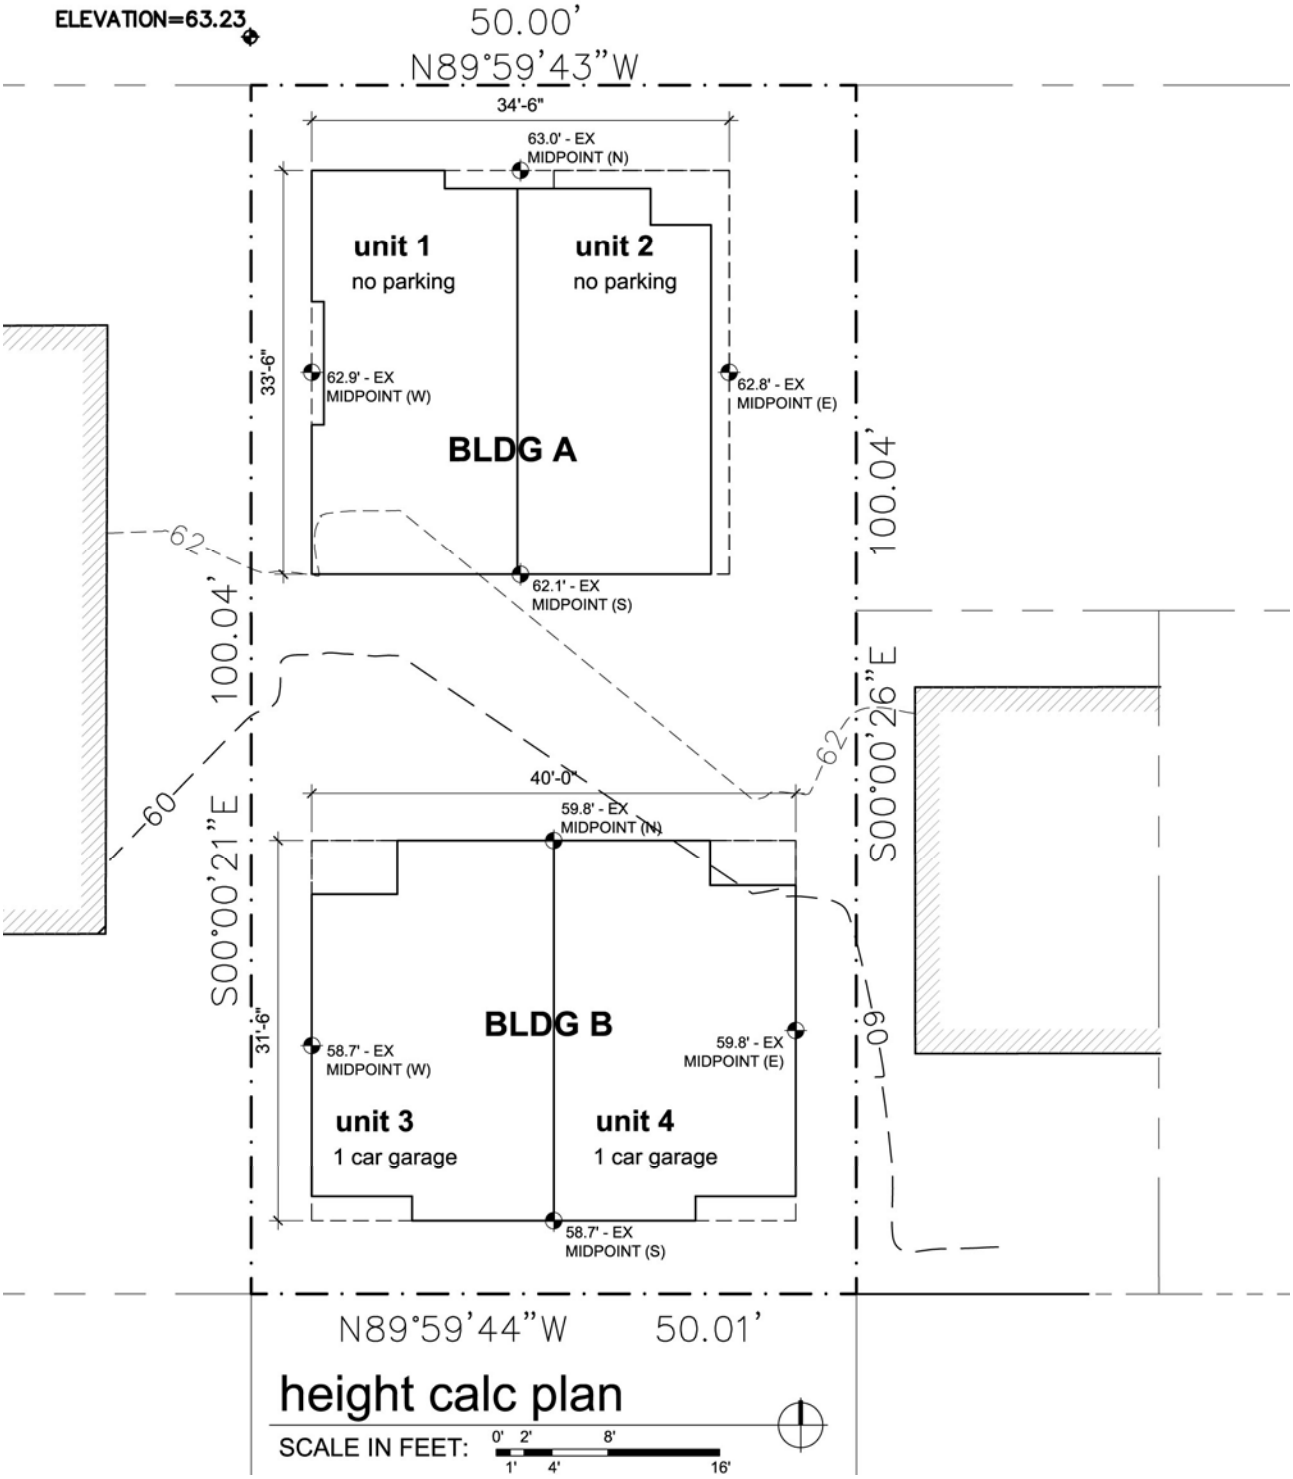 ELEVATION=63.23
50.00'
N89°59'43"W
34'-6"
63.0' - EX
MIDPOINT (N)
unit 1
no parking
unit 2
no parking
33'-6"
62.9' - EX
MIDPOINT (W)
62.8' - EX
MIDPOINT (E)
BLDG A
62
62.1' - EX
MIDPOINT (S)
S00°00'21"E 100.04'
S00°00'26"E 100.04'
62
60
40'-0"
59.8' - EX
MIDPOINT (N)
31'-6"
BLDG B
58.7' - EX
MIDPOINT (W)
59.8' - EX
MIDPOINT (E)
60
unit 3
1 car garage
unit 4
1 car garage
58.7' - EX
MIDPOINT (S)
N89°59'44"W 50.01'
height calc plan
SCALE IN FEET:
0' 2' 8'
1' 4' 16'